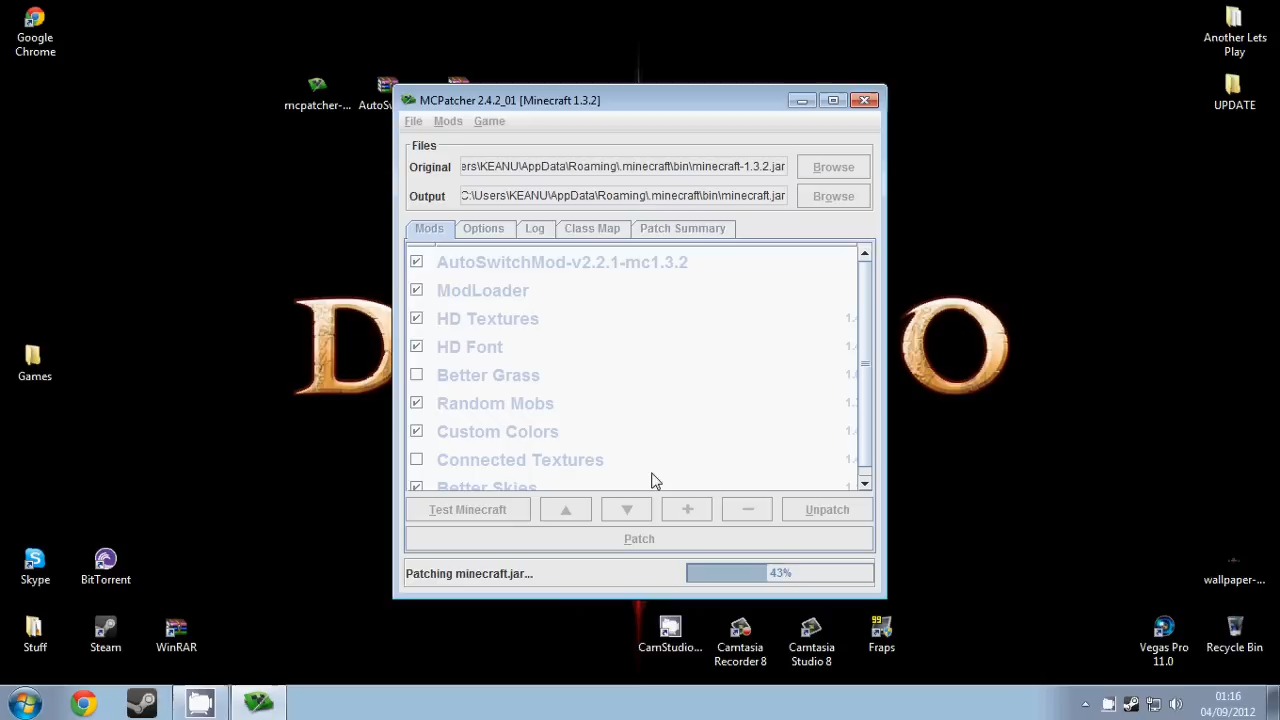 Google
Chrome
mcpatcher-...
AutoSw
Another Lets
Play
UPDATE
MCPatcher 2.4.2_01 [Minecraft 1.3.2]
File Mods Game
Files
Original ers\KEANU\AppData\Roaming\.minecraft\bin\minecraft-1.3.2.jar Browse
Output C:\Users\KEANU\AppData\Roaming\.minecraft\bin\minecraft.jar Browse
Mods Options Log Class Map Patch Summary
AutoSwitchMod-v2.2.1-mc1.3.2
ModLoader
HD Textures
HD Font
Better Grass
Random Mobs
Custom Colors
Connected Textures
Better Skies
Test Minecraft + − Unpatch
Patch
Patching minecraft.jar... 43%
D
O
Games
Skype
BitTorrent
wallpaper-...
Stuff
Steam
WinRAR
CamStudio...
Camtasia
Recorder 8
Camtasia
Studio 8
99
Fraps
Vegas Pro
11.0
Recycle Bin
01:16
04/09/2012